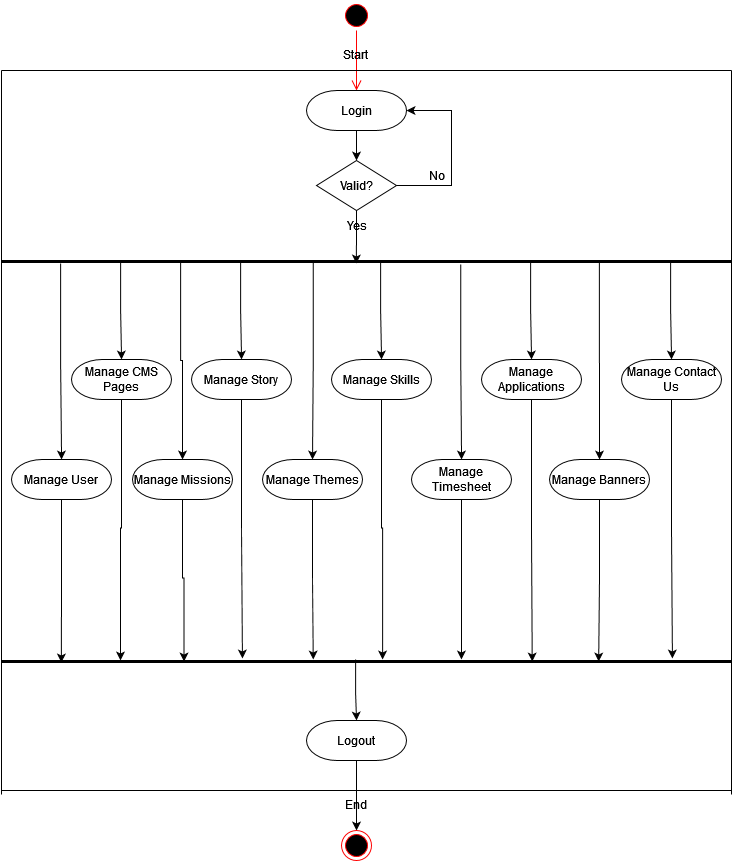 Start
Login
Valid?
No
Yes
Manage CMS
Pages
Manage Story
Manage Skills
Manage
Applications
Manage Contact
Us
Manage User
Manage Missions
Manage Themes
Manage
Timesheet
Manage Banners
Logout
End